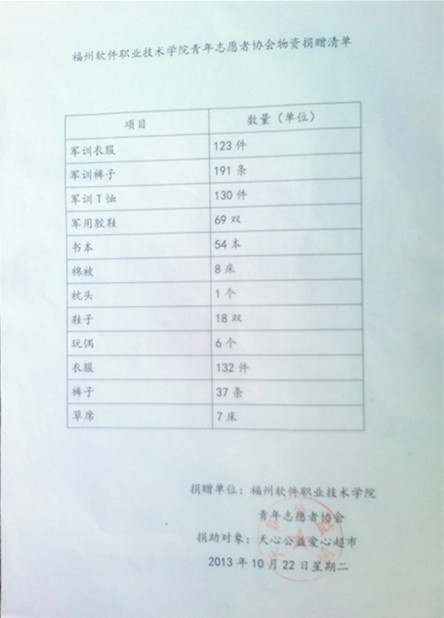 福州软件职业技术学院青年志愿者协会物资捐赠清单
项目 数量（单位）
军训衣服 123 件
军训裤子 191 条
军训 T 恤 130 件
军用胶鞋 69 双
书本 54 本
棉被 8 床
枕头 1 个
鞋子 18 双
玩偶 6 个
衣服 132 件
裤子 37 条
草席 7 床
捐赠单位：福州软件职业技术学院
青年志愿者协会
捐助对象：天心公益爱心超市
2013 年 10 月 22 日星期二